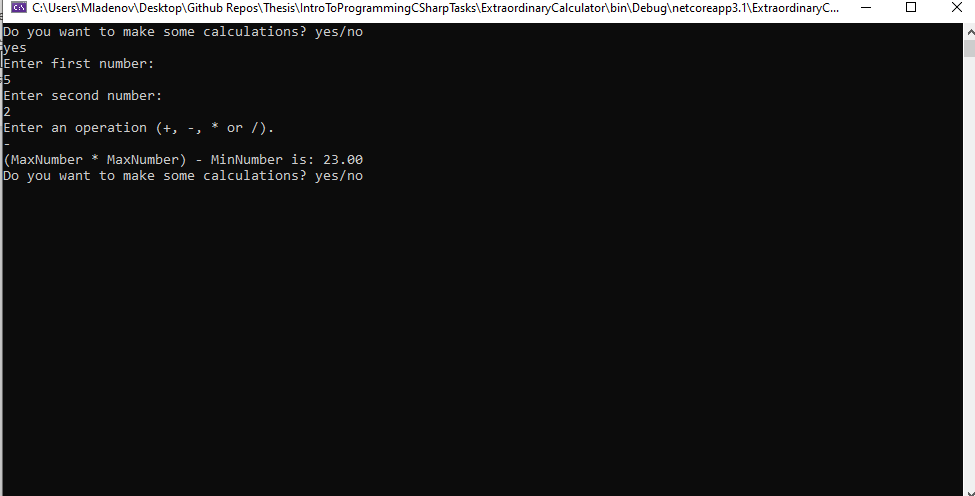 C:\Users\Mladenov\Desktop\Github Repos\Thesis\IntroToProgrammingCSharpTasks\ExtraordinaryCalculator\bin\Debug\netcoreapp3.1\ExtraordinaryC...
Do you want to make some calculations? yes/no
yes
Enter first number:
5
Enter second number:
2
Enter an operation (+, -, * or /).
-
(MaxNumber * MaxNumber) - MinNumber is: 23.00
Do you want to make some calculations? yes/no